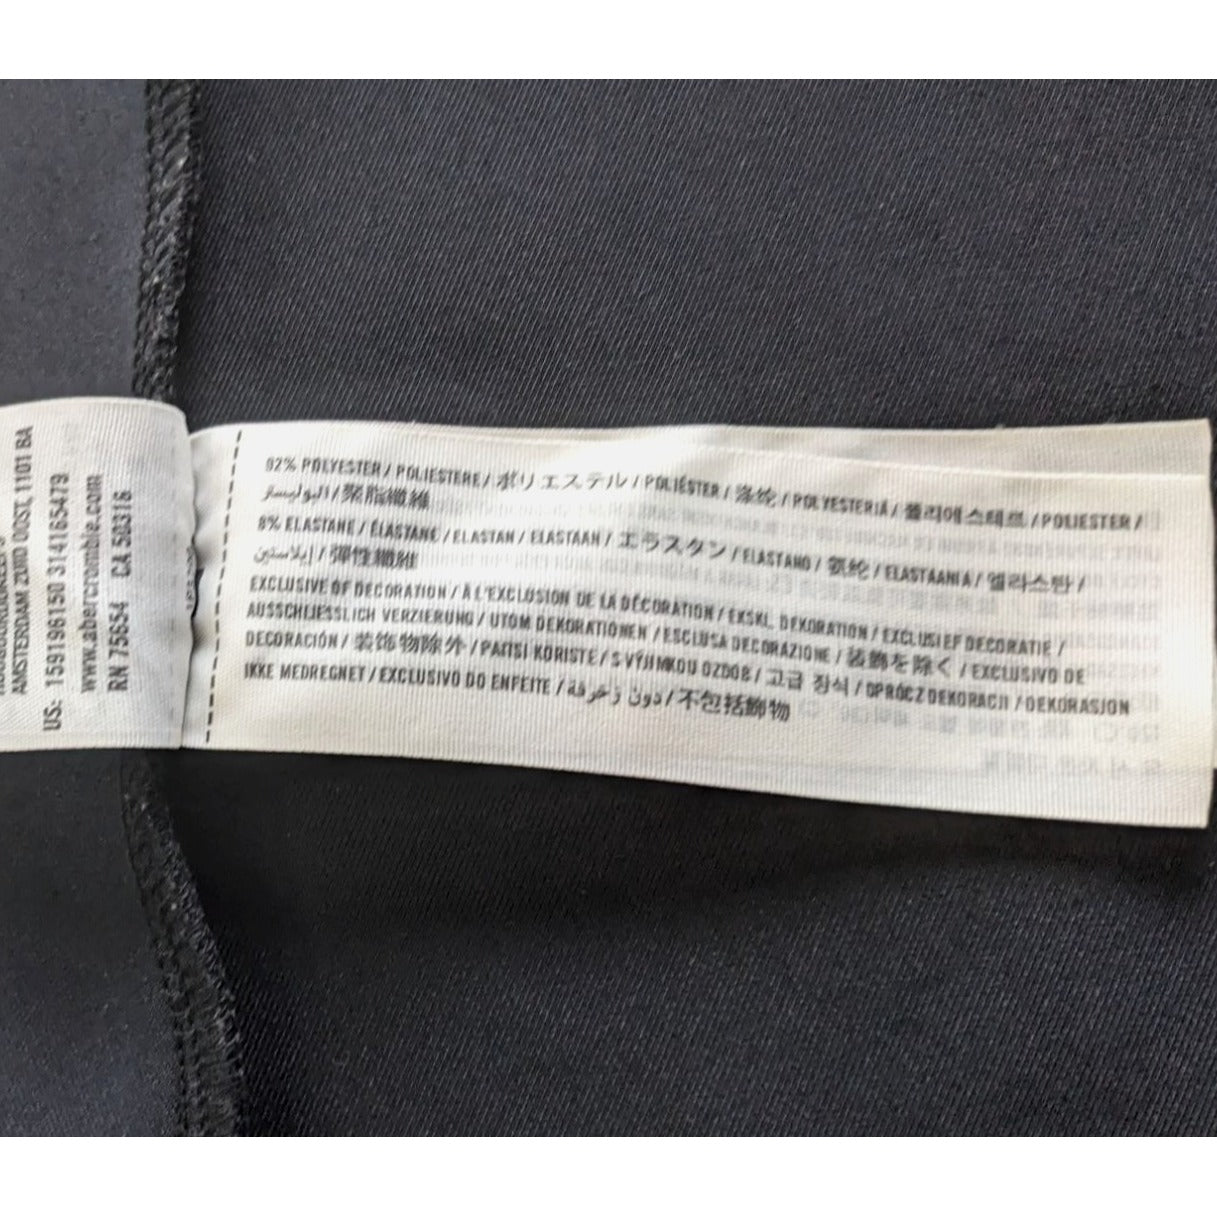 AMSTERDAM ZUID OOST, 1101 BA
US: 159196150 314165479
www.abercrombie.com
RN 75654 CA 50316
92% POLYESTER / POLIESTERE / ポリエステル / POLIÉSTER / 涤纶 / POLYESTERIÄ / 폴리에스테르 / POLIESTER /
البوليستر / 聚脂纖維
8% ELASTANE / ÉLASTANE / ELASTAN / ELASTAAN / エラスタン / ELASTANO / 氨纶 / ELASTAANIA / 엘라스탄 /
إيلاستين / 彈性纖維
EXCLUSIVE OF DECORATION / À L'EXCLUSION DE LA DÉCORATION / EKSKL. DEKORATION / EXCLUSIEF DECORATIE /
AUSSCHLIESSLICH VERZIERUNG / UTOM DEKORATIONEN / ESCLUSA DECORAZIONE / 装飾を除く / EXCLUSIVO DE
DECORACIÓN / 装饰物除外 / PAITSI KORISTE / S VÝJIMKOU OZDOB / 고급 장식 / OPRÓCZ DEKORACJI / DEKORASJON
IKKE MEDREGNET / EXCLUSIVO DO ENFEITE / دون زخرفة / 不包括飾物